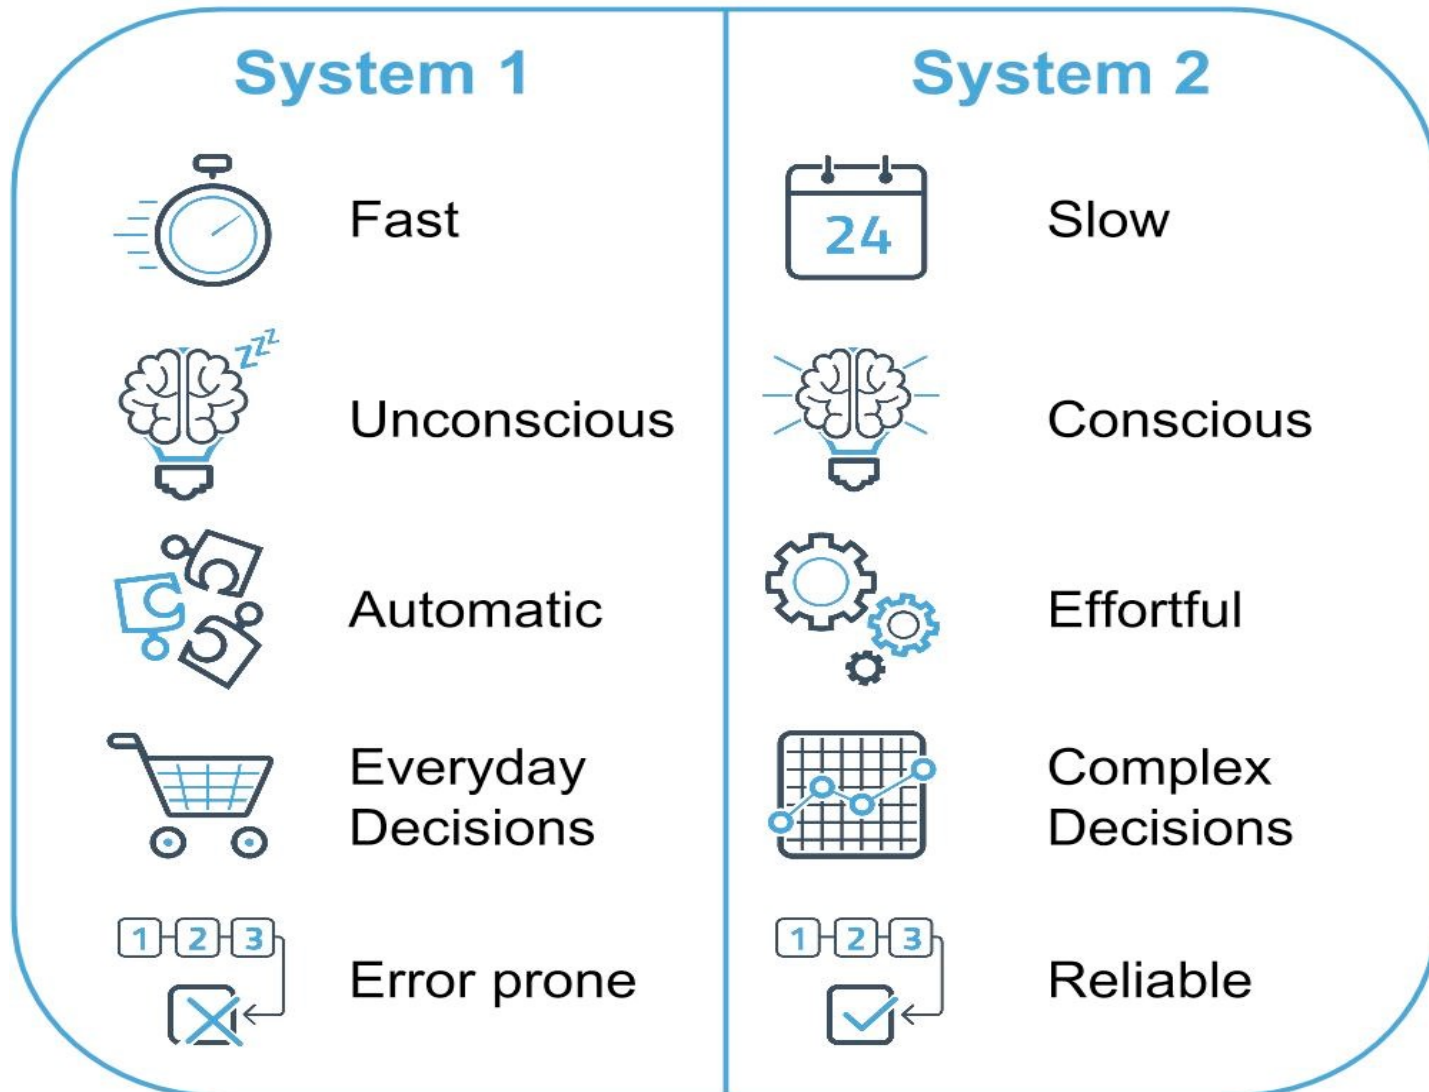 System 1
Fast
zzz
Unconscious
Automatic
Everyday
Decisions
1 2 3
Error prone
System 2
24
Slow
Conscious
Effortful
Complex
Decisions
1 2 3
Reliable